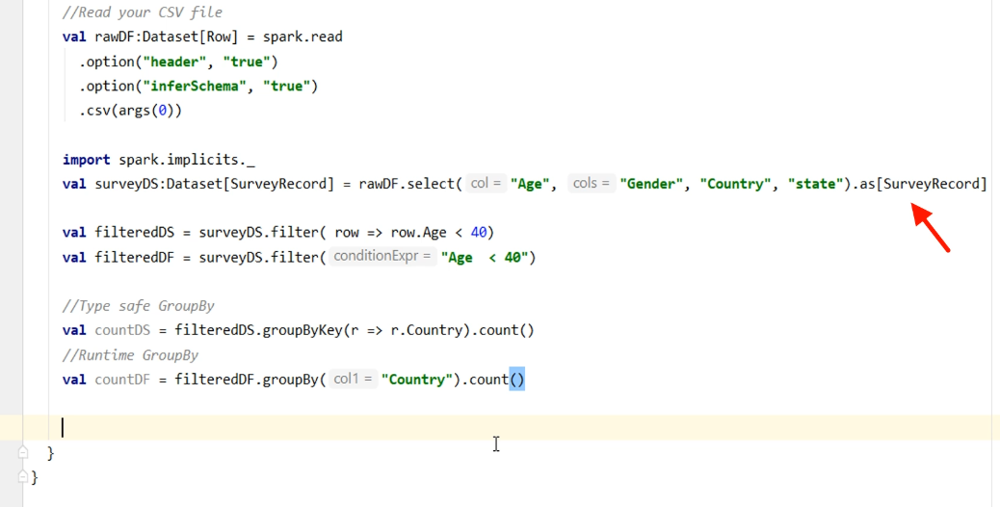 //Read your CSV file
val rawDF:Dataset[Row] = spark.read
.option("header", "true")
.option("inferSchema", "true")
.csv(args(0))
import spark.implicits._
val surveyDS:Dataset[SurveyRecord] = rawDF.select( col = "Age", cols = "Gender", "Country", "state").as[SurveyRecord]
val filteredDS = surveyDS.filter( row => row.Age < 40)
val filteredDF = surveyDS.filter( conditionExpr = "Age  < 40")
//Type safe GroupBy
val countDS = filteredDS.groupByKey(r => r.Country).count()
//Runtime GroupBy
val countDF = filteredDF.groupBy( col1 = "Country").count()
}
}